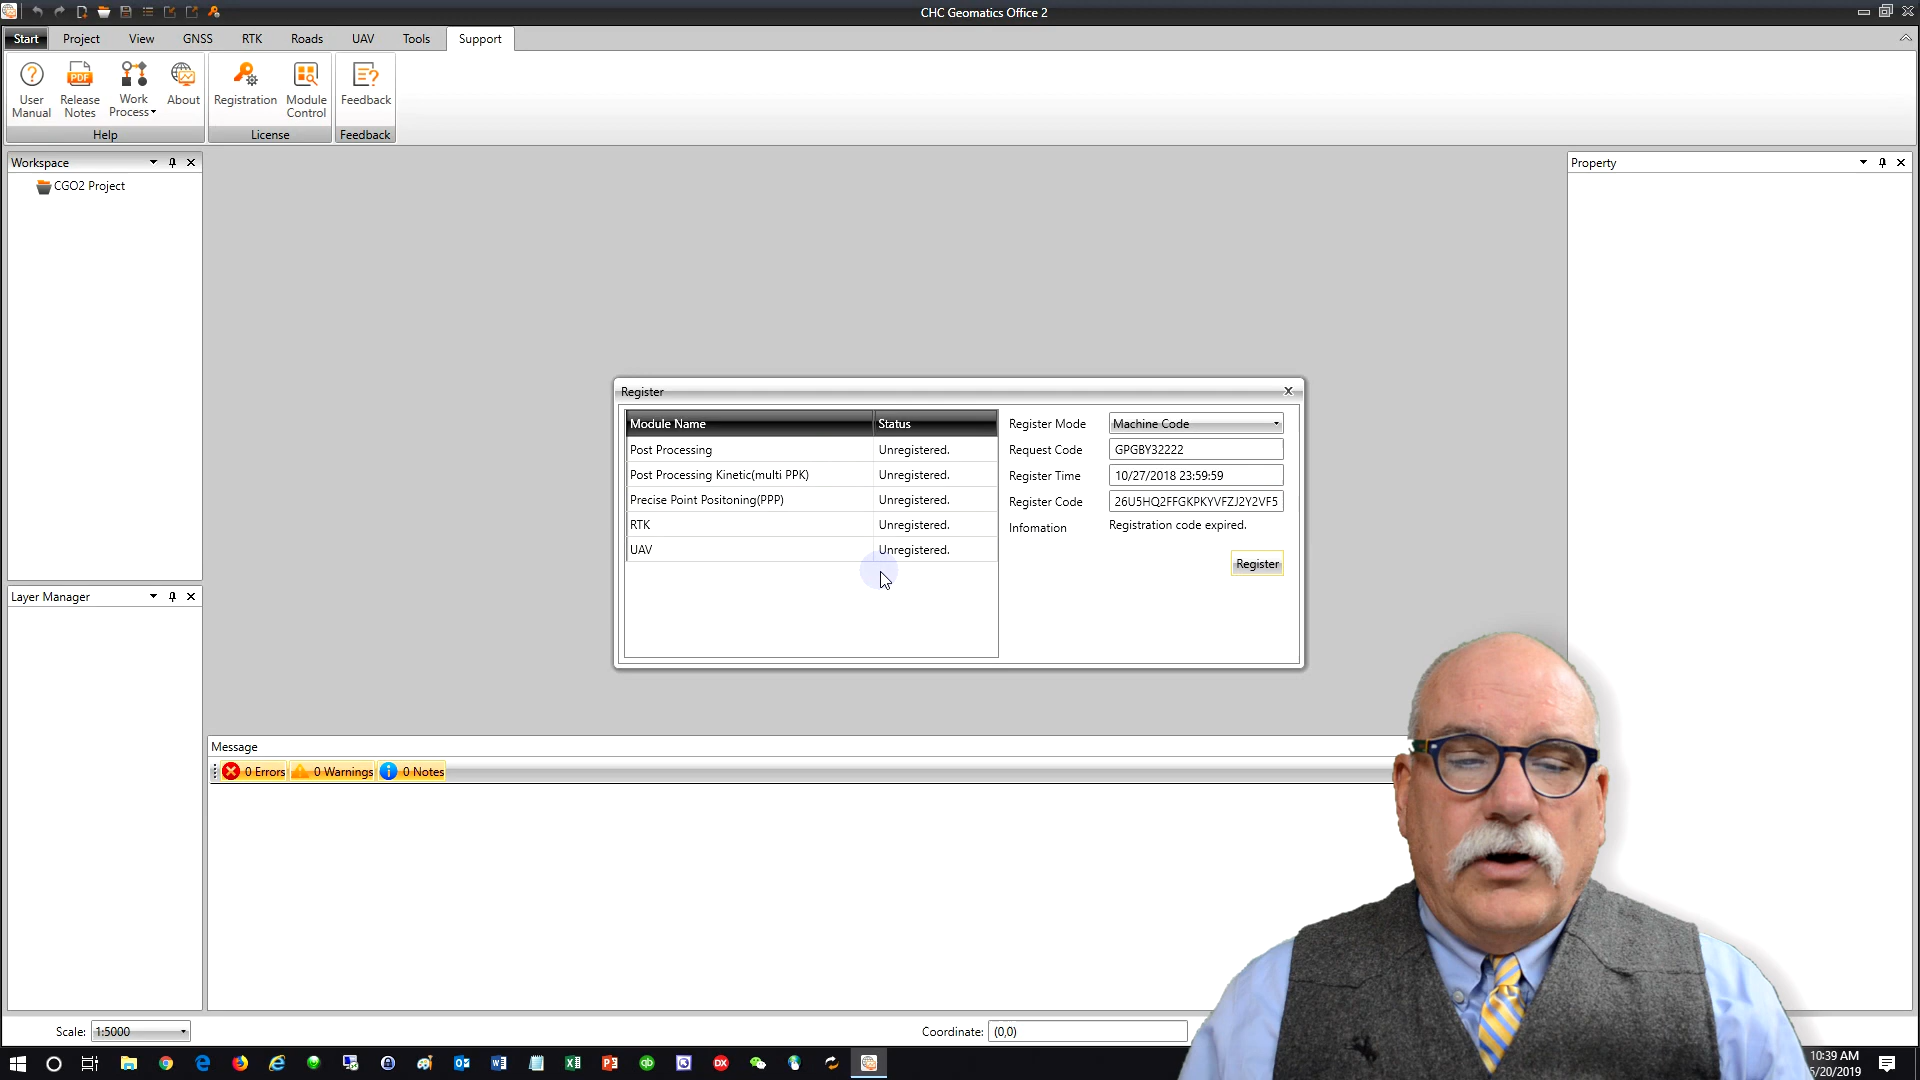 CHC Geomatics Office 2
Start Project View GNSS RTK Roads UAV Tools Support
User Manual
Release Notes
Work Process
About
Registration
Module Control
Feedback
Help License Feedback
Workspace
CGO2 Project
Property
Layer Manager
Register
Module Name Status
Post Processing Unregistered.
Post Processing Kinetic(multi PPK) Unregistered.
Precise Point Positoning(PPP) Unregistered.
RTK Unregistered.
UAV Unregistered.
Register Mode Machine Code
Request Code GPGBY32222
Register Time 10/27/2018 23:59:59
Register Code 26U5HQ2FFGKPKYVFZJ2Y2VF5
Infomation Registration code expired.
Register
Message
0 Errors 0 Warnings 0 Notes
Scale: 1:5000
Coordinate: (0,0)
10:39 AM
5/20/2019